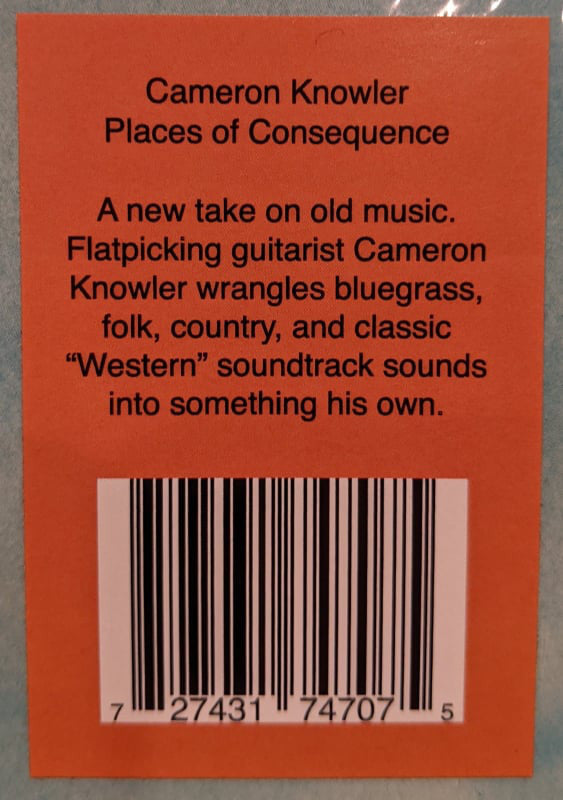 Cameron Knowler
Places of Consequence
A new take on old music.
Flatpicking guitarist Cameron
Knowler wrangles bluegrass,
folk, country, and classic
“Western” soundtrack sounds
into something his own.
7 27431 74707 5